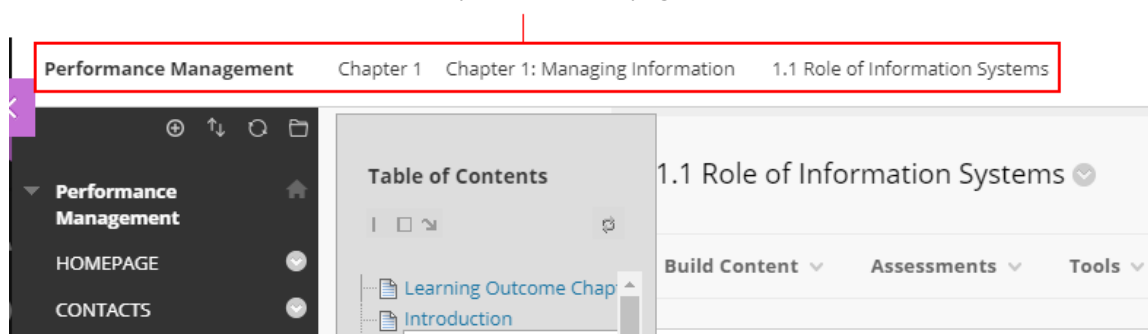 Performance Management Chapter 1 Chapter 1: Managing Information 1.1 Role of Information Systems
Performance
Management
HOMEPAGE
CONTACTS
Table of Contents
Learning Outcome Chap
Introduction
1.1 Role of Information Systems
Build Content Assessments Tools